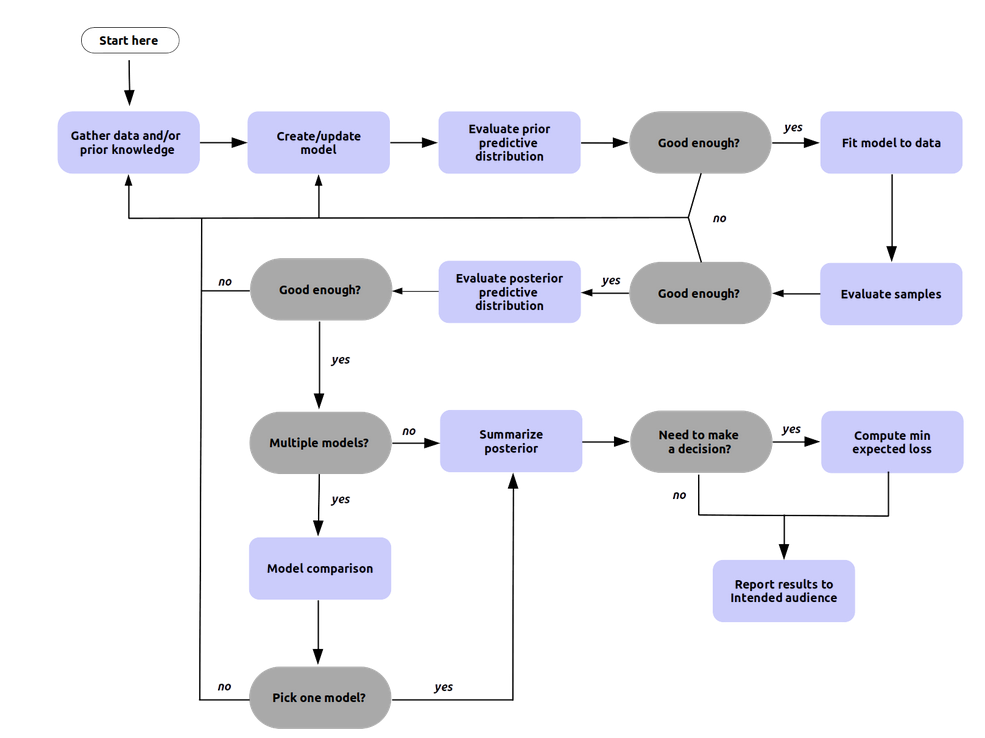 Start here
Gather data and/or
prior knowledge
Create/update
model
Evaluate prior
predictive
distribution
Good enough?
yes
Fit model to data
no
no
Good enough?
Evaluate posterior
predictive
distribution
yes
Good enough?
Evaluate samples
yes
Multiple models?
no
Summarize
posterior
Need to make
a decision?
yes
Compute min
expected loss
yes
no
Model comparison
Report results to
Intended audience
no
Pick one model?
yes